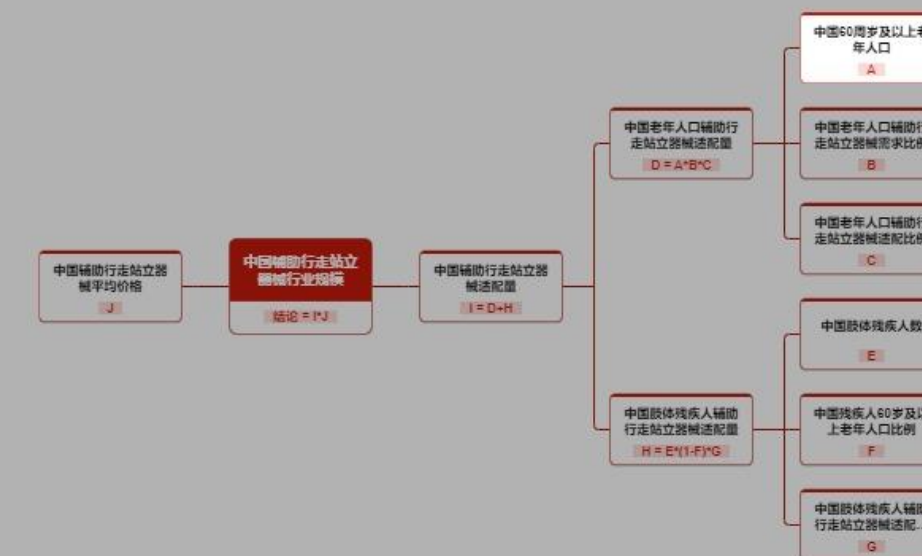 中国60周岁及以上老
年人口
A
中国老年人口辅助行
走站立器械适配量
D = A*B*C
中国老年人口辅助行
走站立器械需求比例
B
中国老年人口辅助行
走站立器械适配比例
C
中国辅助行走站立器
械平均价格
J
中国辅助行走站立
器械行业规模
结论 = I*J
中国辅助行走站立器
械适配量
I = D+H
中国肢体残疾人数
E
中国肢体残疾人辅助
行走站立器械适配量
H = E*(1-F)*G
中国残疾人60岁及以
上老年人口比例
F
中国肢体残疾人辅助
行走站立器械适配...
G